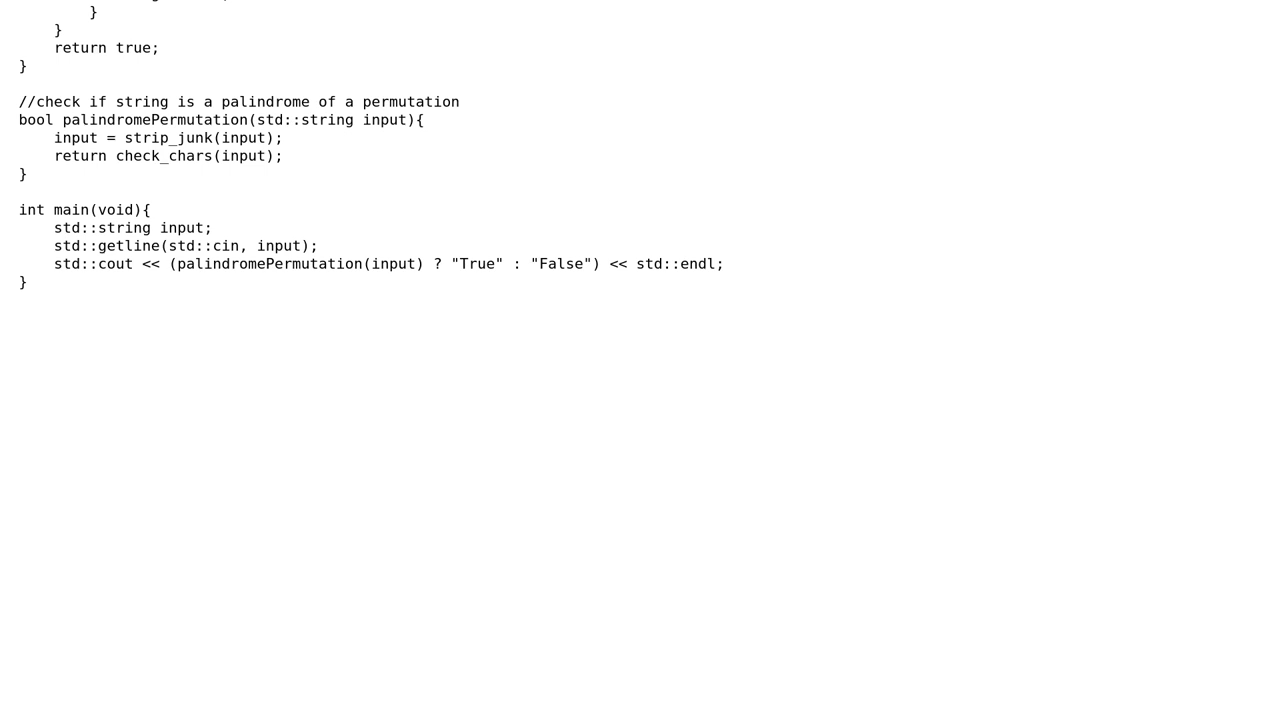 }
    }
    return true;
}

//check if string is a palindrome of a permutation
bool palindromePermutation(std::string input){
    input = strip_junk(input);
    return check_chars(input);
}

int main(void){
    std::string input;
    std::getline(std::cin, input);
    std::cout << (palindromePermutation(input) ? "True" : "False") << std::endl;
}